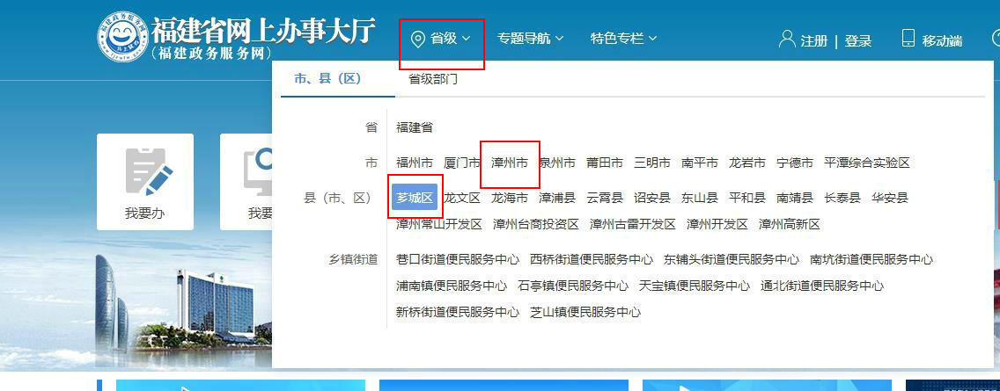 福建省网上办事大厅
(福建政务服务网)
省级 专题导航 特色专栏 注册 | 登录 移动端
市、县（区） 省级部门
省 福建省
市 福州市 厦门市 漳州市 泉州市 莆田市 三明市 南平市 龙岩市 宁德市 平潭综合实验区
县（市、区） 芗城区 龙文区 龙海市 漳浦县 云霄县 诏安县 东山县 平和县 南靖县 长泰县 华安县
漳州常山开发区 漳州台商投资区 漳州古雷开发区 漳州开发区 漳州高新区
乡镇街道 巷口街道便民服务中心 西桥街道便民服务中心 东铺头街道便民服务中心 南坑街道便民服务中心
浦南镇便民服务中心 石亭镇便民服务中心 天宝镇便民服务中心 通北街道便民服务中心
新桥街道便民服务中心 芝山镇便民服务中心
我要办 我要